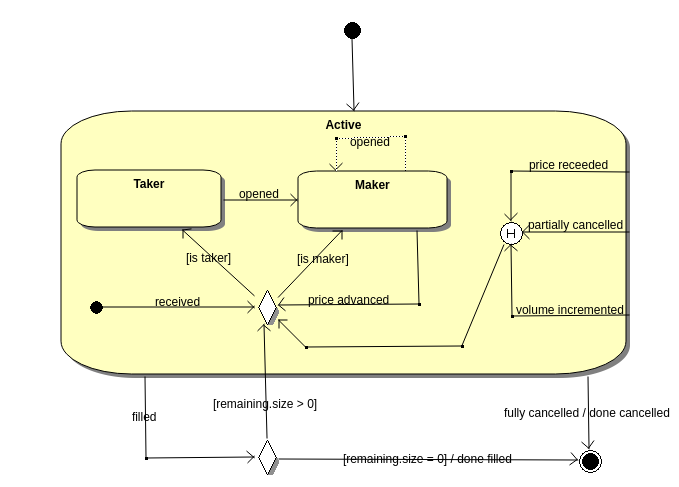 Active
opened
price receeded
Taker
Maker
opened
H
partially cancelled
[is taker]
[is maker]
received
price advanced
volume incremented
[remaining.size > 0]
filled
fully cancelled / done cancelled
[remaining.size = 0] / done filled